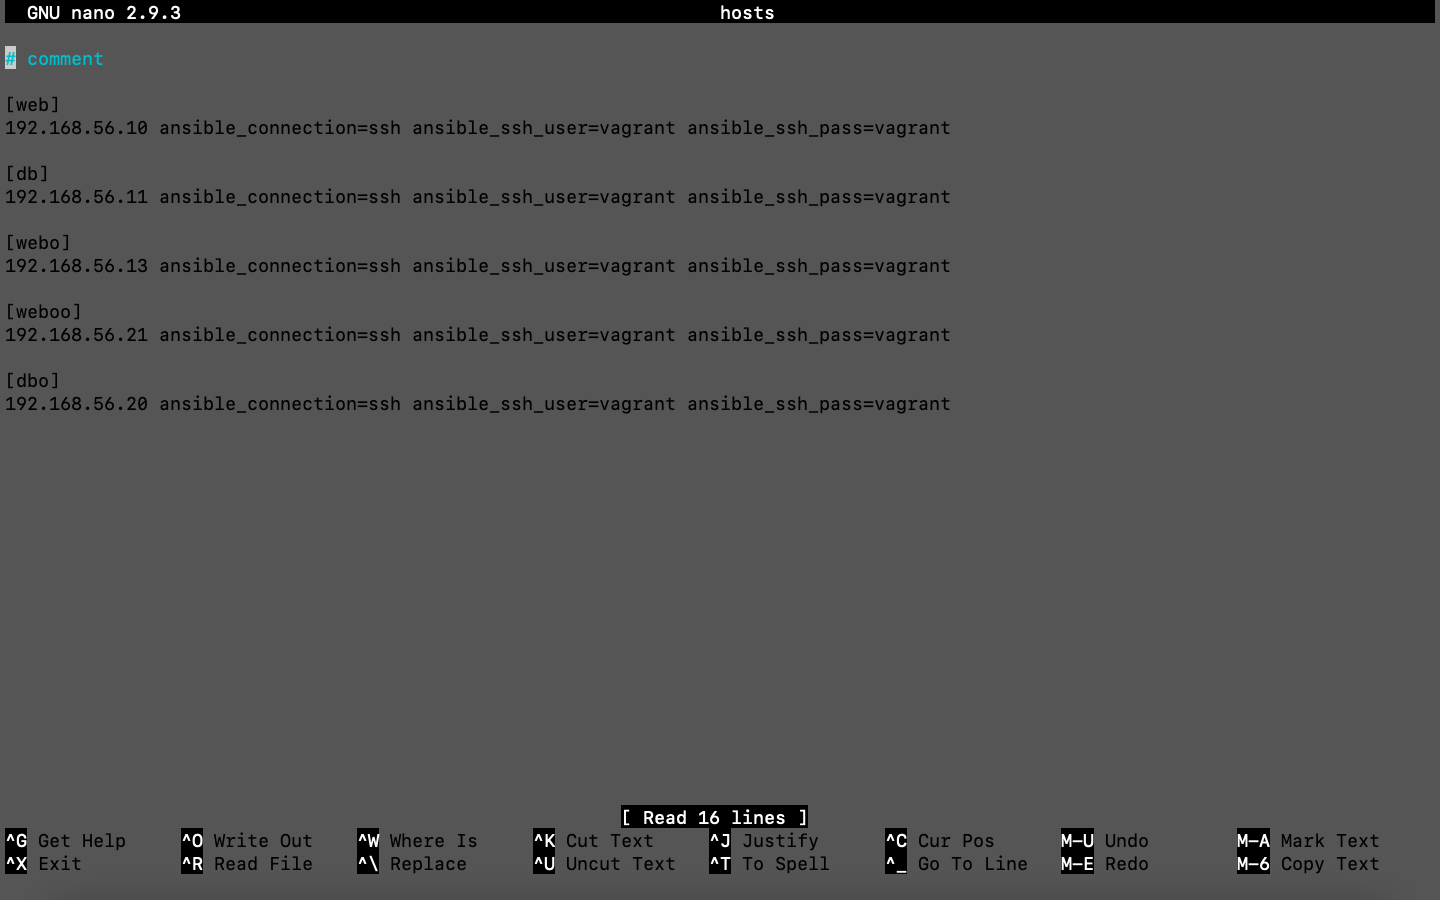 GNU nano 2.9.3 hosts
# comment
[web]
192.168.56.10 ansible_connection=ssh ansible_ssh_user=vagrant ansible_ssh_pass=vagrant
[db]
192.168.56.11 ansible_connection=ssh ansible_ssh_user=vagrant ansible_ssh_pass=vagrant
[webo]
192.168.56.13 ansible_connection=ssh ansible_ssh_user=vagrant ansible_ssh_pass=vagrant
[weboo]
192.168.56.21 ansible_connection=ssh ansible_ssh_user=vagrant ansible_ssh_pass=vagrant
[dbo]
192.168.56.20 ansible_connection=ssh ansible_ssh_user=vagrant ansible_ssh_pass=vagrant
[ Read 16 lines ]
^G Get Help ^O Write Out ^W Where Is ^K Cut Text ^J Justify ^C Cur Pos M-U Undo M-A Mark Text
^X Exit ^R Read File ^\ Replace ^U Uncut Text ^T To Spell ^_ Go To Line M-E Redo M-6 Copy Text